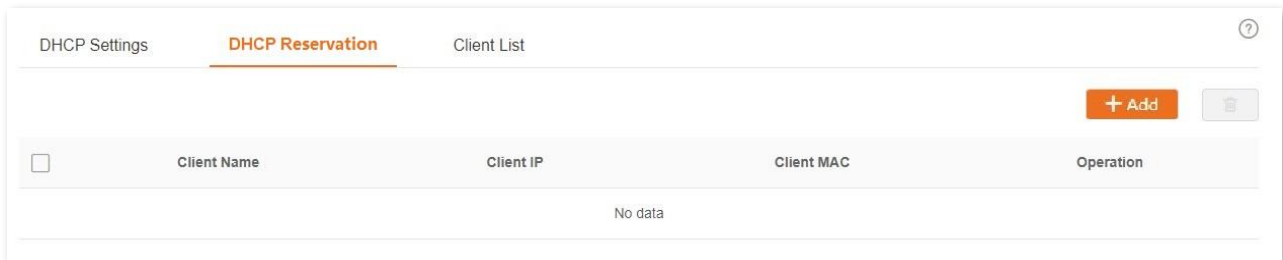 DHCP Settings DHCP Reservation Client List ?
+ Add
Client Name Client IP Client MAC Operation
No data